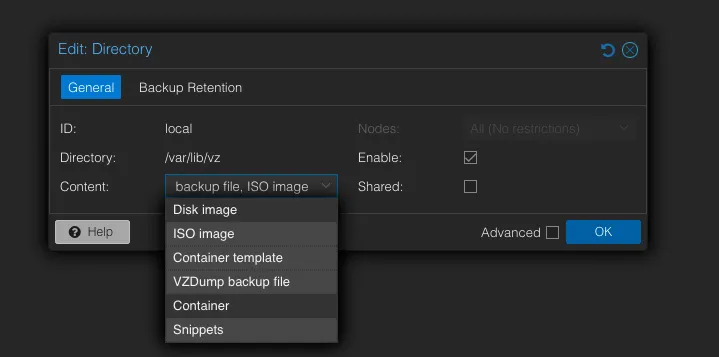 Edit: Directory
General Backup Retention
ID: local Nodes: All (No restrictions)
Directory: /var/lib/vz Enable:
Content: backup file, ISO image Shared:
Disk image
ISO image
Container template
VZDump backup file
Container
Snippets
Help Advanced OK